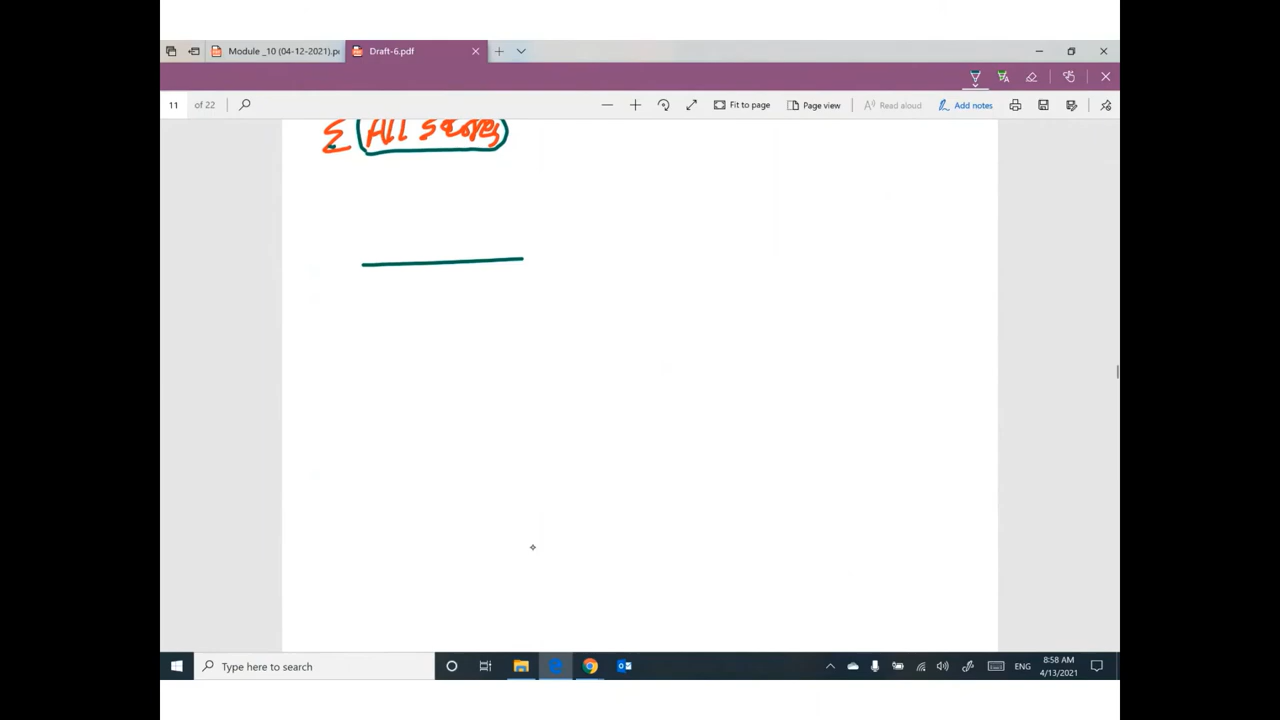 Module _10 (04-12-2021).p
Draft-6.pdf
11 of 22
Fit to page
Page view
Read aloud
Add notes
Σ All scores
Type here to search
ENG
8:58 AM
4/13/2021